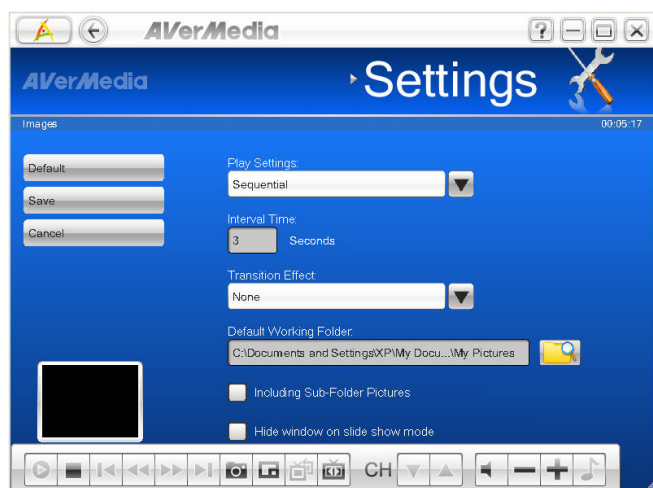 AVerMedia
?
AVerMedia
Settings
Images
00:05:17
Default
Save
Cancel
Play Settings:
Sequential
Interval Time:
3 Seconds
Transition Effect:
None
Default Working Folder:
C:\Documents and Settings\XP\My Docu...\My Pictures
Including Sub-Folder Pictures
Hide window on slide show mode
CH